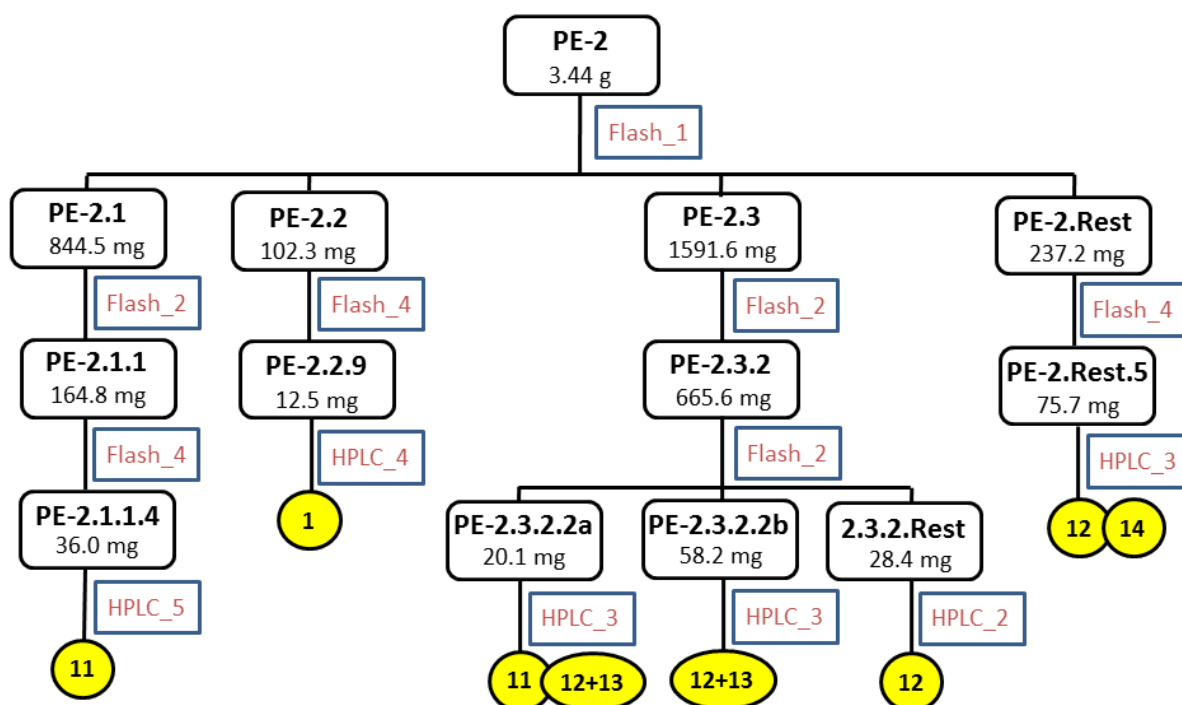 PE-2
3.44 g
Flash_1
PE-2.1
844.5 mg
PE-2.2
102.3 mg
PE-2.3
1591.6 mg
PE-2.Rest
237.2 mg
Flash_2
Flash_4
Flash_2
Flash_4
PE-2.1.1
164.8 mg
PE-2.2.9
12.5 mg
PE-2.3.2
665.6 mg
PE-2.Rest.5
75.7 mg
Flash_4
HPLC_4
Flash_2
HPLC_3
PE-2.1.1.4
36.0 mg
1
PE-2.3.2.2a
20.1 mg
PE-2.3.2.2b
58.2 mg
2.3.2.Rest
28.4 mg
12
14
HPLC_5
HPLC_3
HPLC_3
HPLC_2
11
11
12+13
12+13
12